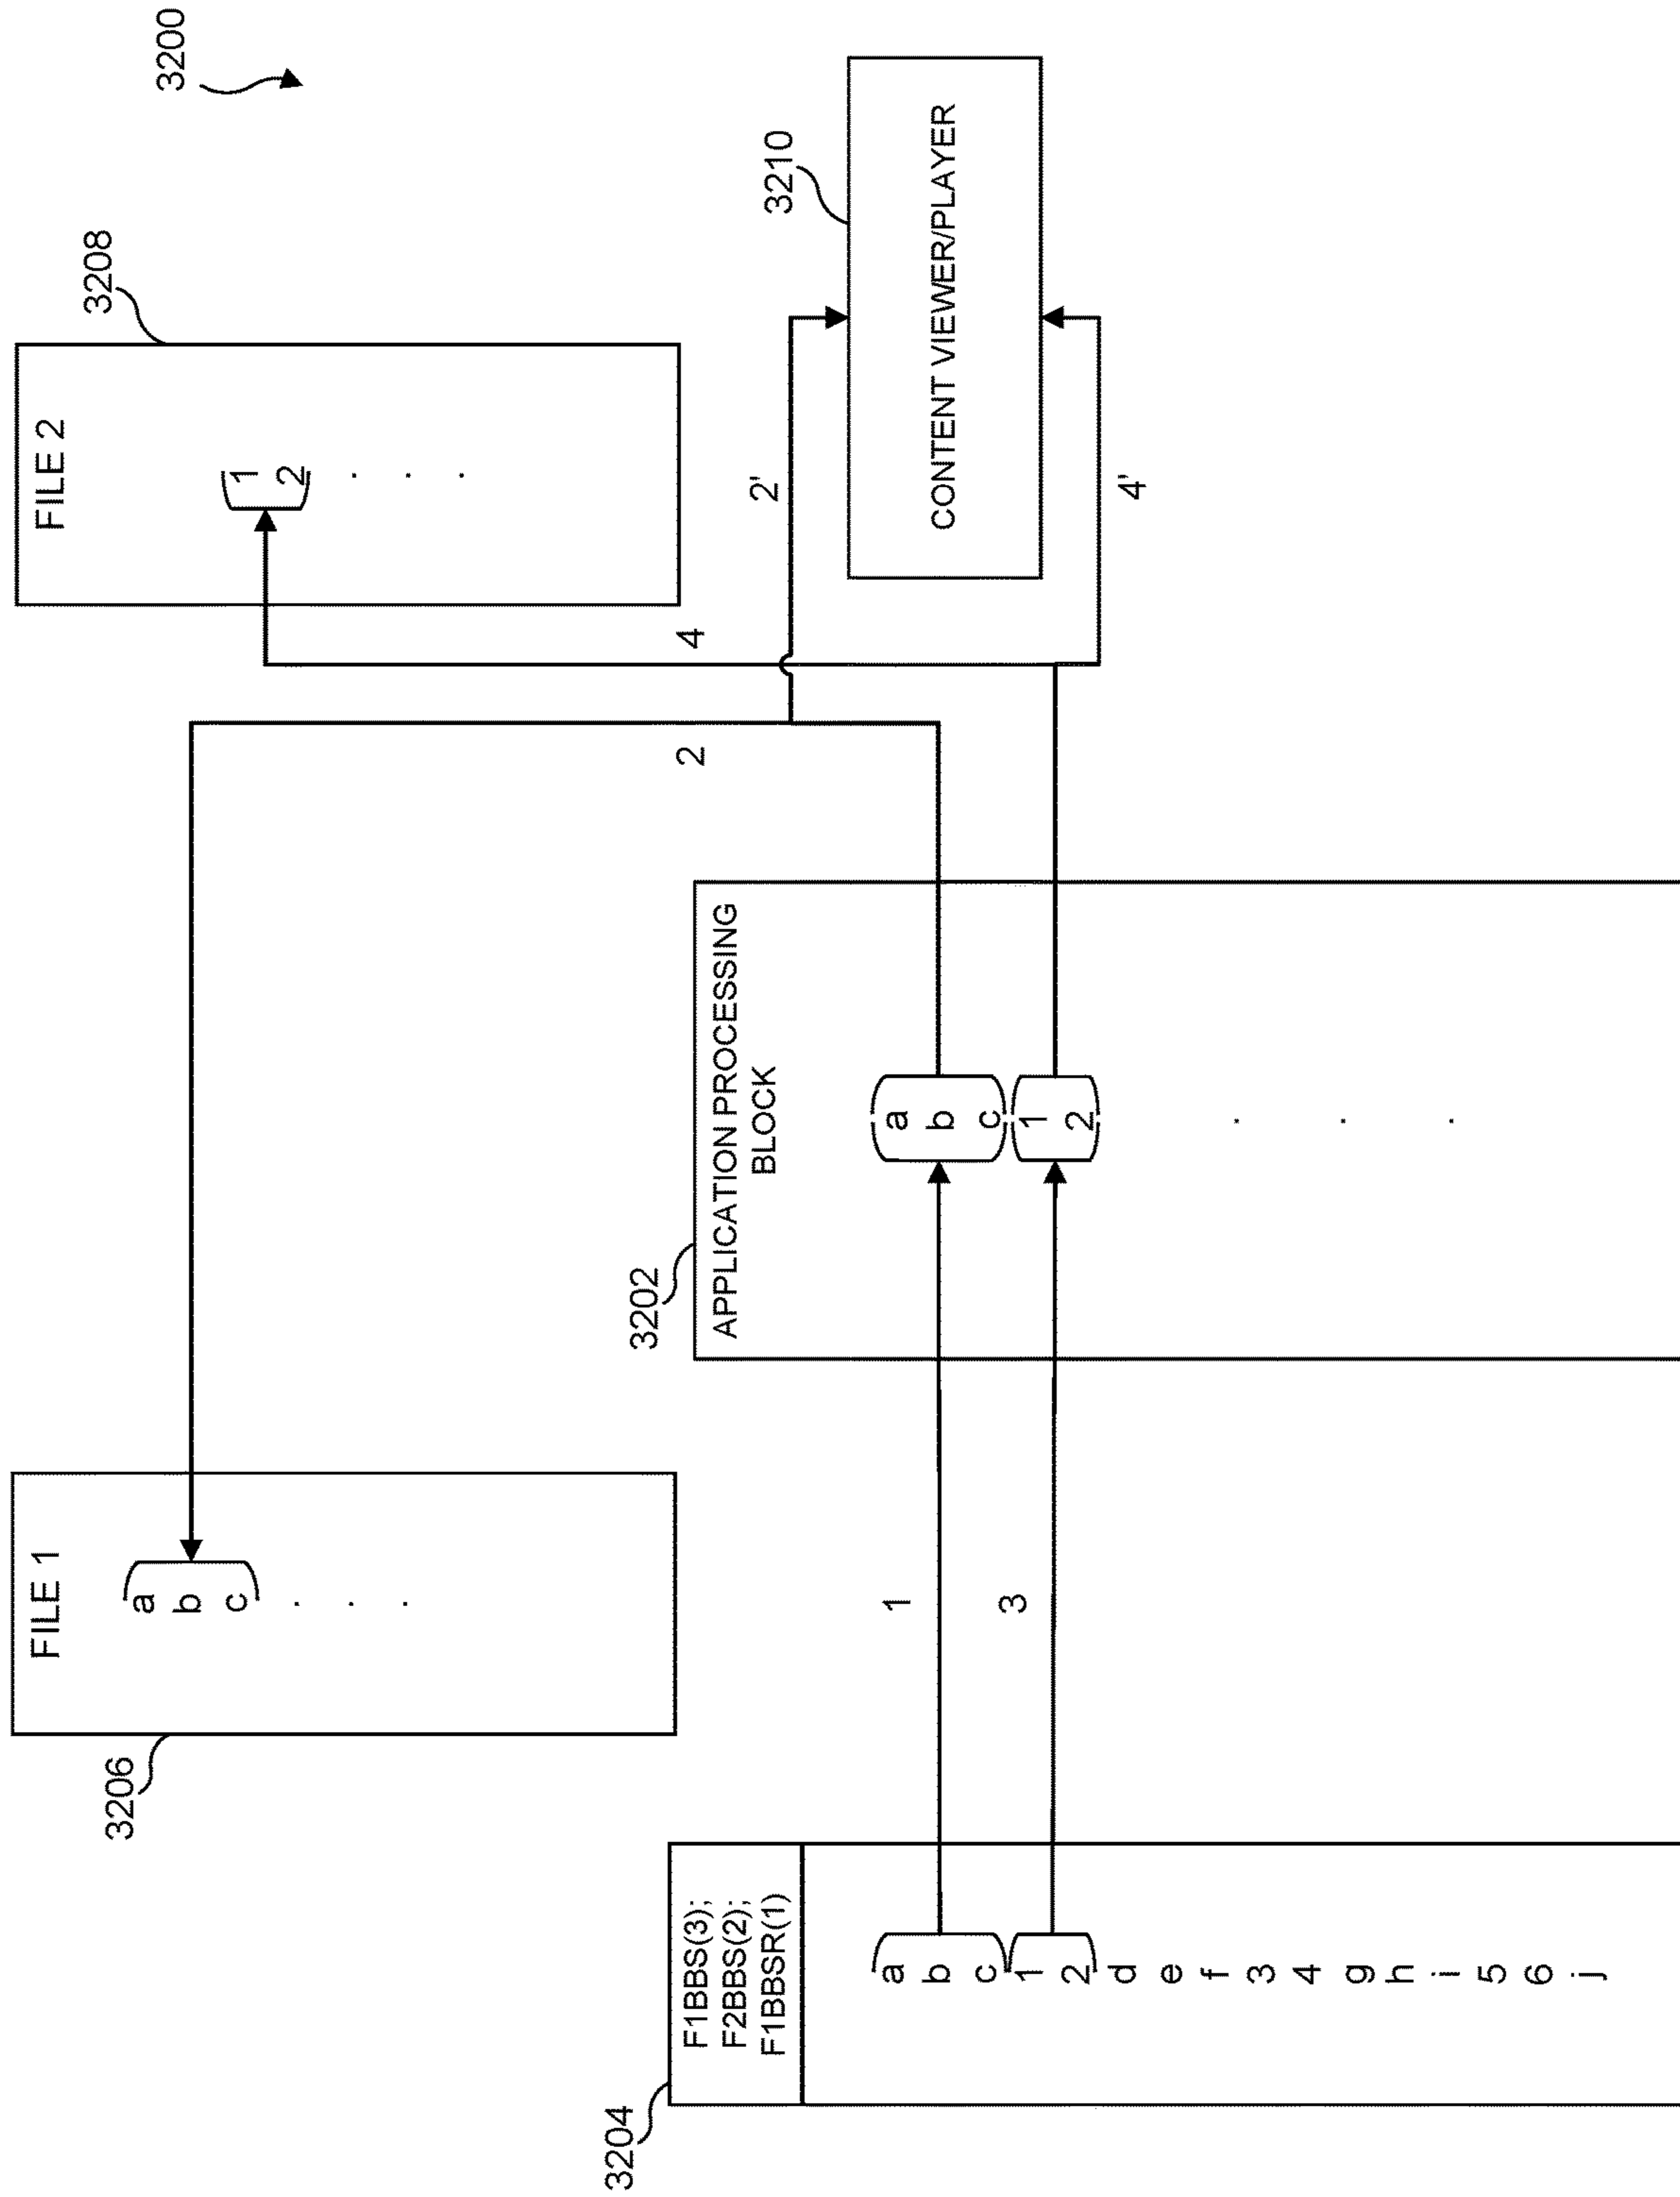 3200
3206
FILE 1
a
b
c
.
.
.
3208
FILE 2
1
2
.
.
.
2
4
2'
4'
3210
CONTENT VIEWER/PLAYER
3204
F1BBS(3);
F2BBS(2);
F1BBSR(1)
a
b
c
1
2
d
e
f
3
4
g
h
i
5
6
j
1
3
3202
APPLICATION PROCESSING
BLOCK
a
b
c
1
2
.
.
.